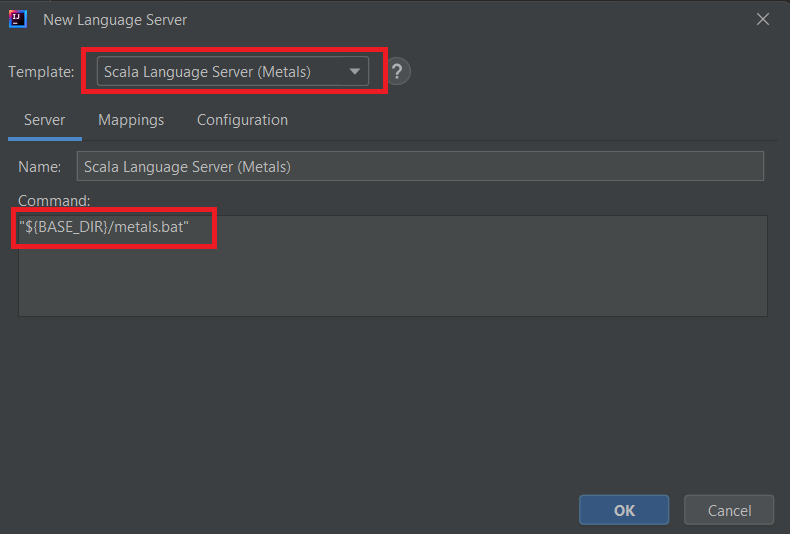 IJ New Language Server
Template: Scala Language Server (Metals) ?
Server Mappings Configuration
Name: Scala Language Server (Metals)
Command:
"${BASE_DIR}/metals.bat"
OK Cancel